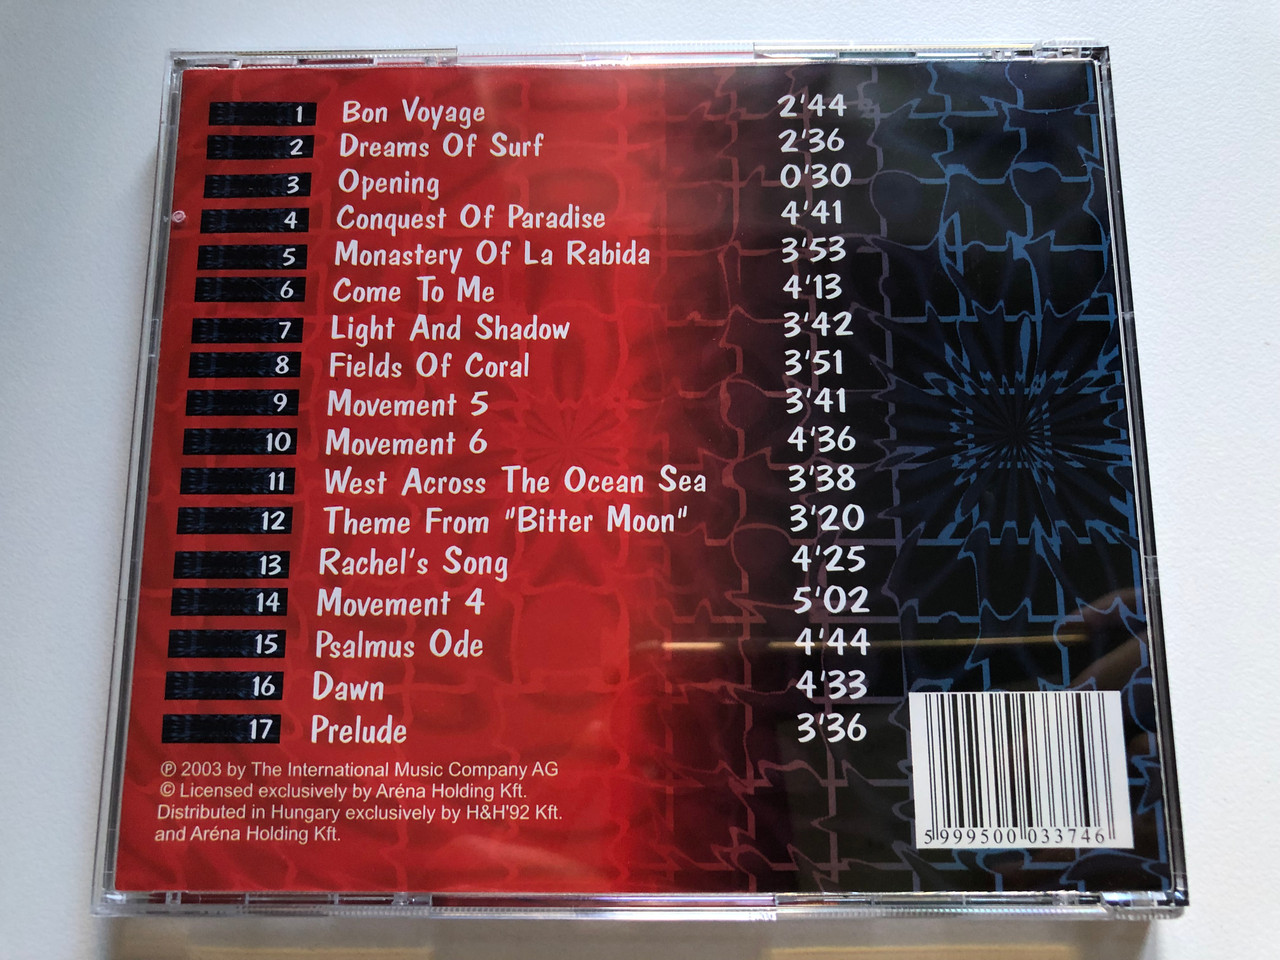 1 Bon Voyage 2'44
2 Dreams Of Surf 2'36
3 Opening 0'30
4 Conquest Of Paradise 4'41
5 Monastery Of La Rabida 3'53
6 Come To Me 4'13
7 Light And Shadow 3'42
8 Fields Of Coral 3'51
9 Movement 5 3'41
10 Movement 6 4'36
11 West Across The Ocean Sea 3'38
12 Theme From "Bitter Moon" 3'20
13 Rachel's Song 4'25
14 Movement 4 5'02
15 Psalmus Ode 4'44
16 Dawn 4'33
17 Prelude 3'36
℗ 2003 by The International Music Company AG
© Licensed exclusively by Aréna Holding Kft.
Distributed in Hungary exclusively by H&H'92 Kft.
and Aréna Holding Kft.
5 999500 033746